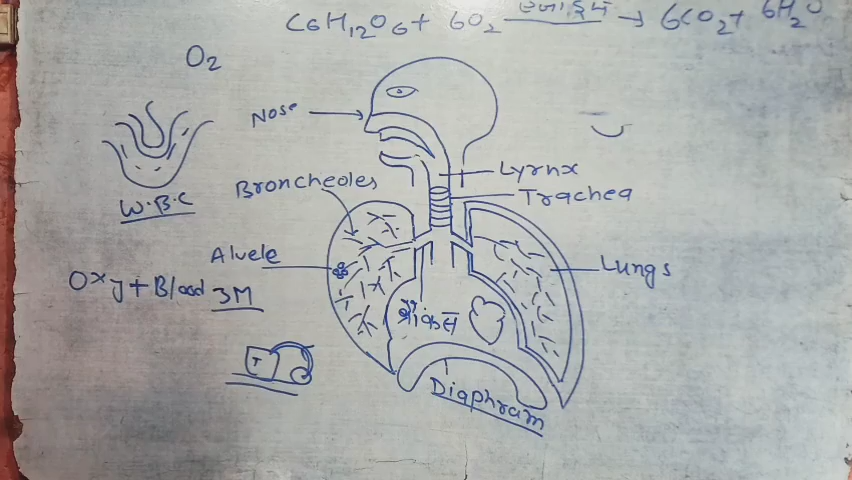 C6H12O6 + 6O2 → 6CO2 + 6H2O
O2
Nose
Lyrnx
Broncheoles
Trachea
W.B.C
Alvele
Lungs
Oxy + Blood 3M
T
Diaphram